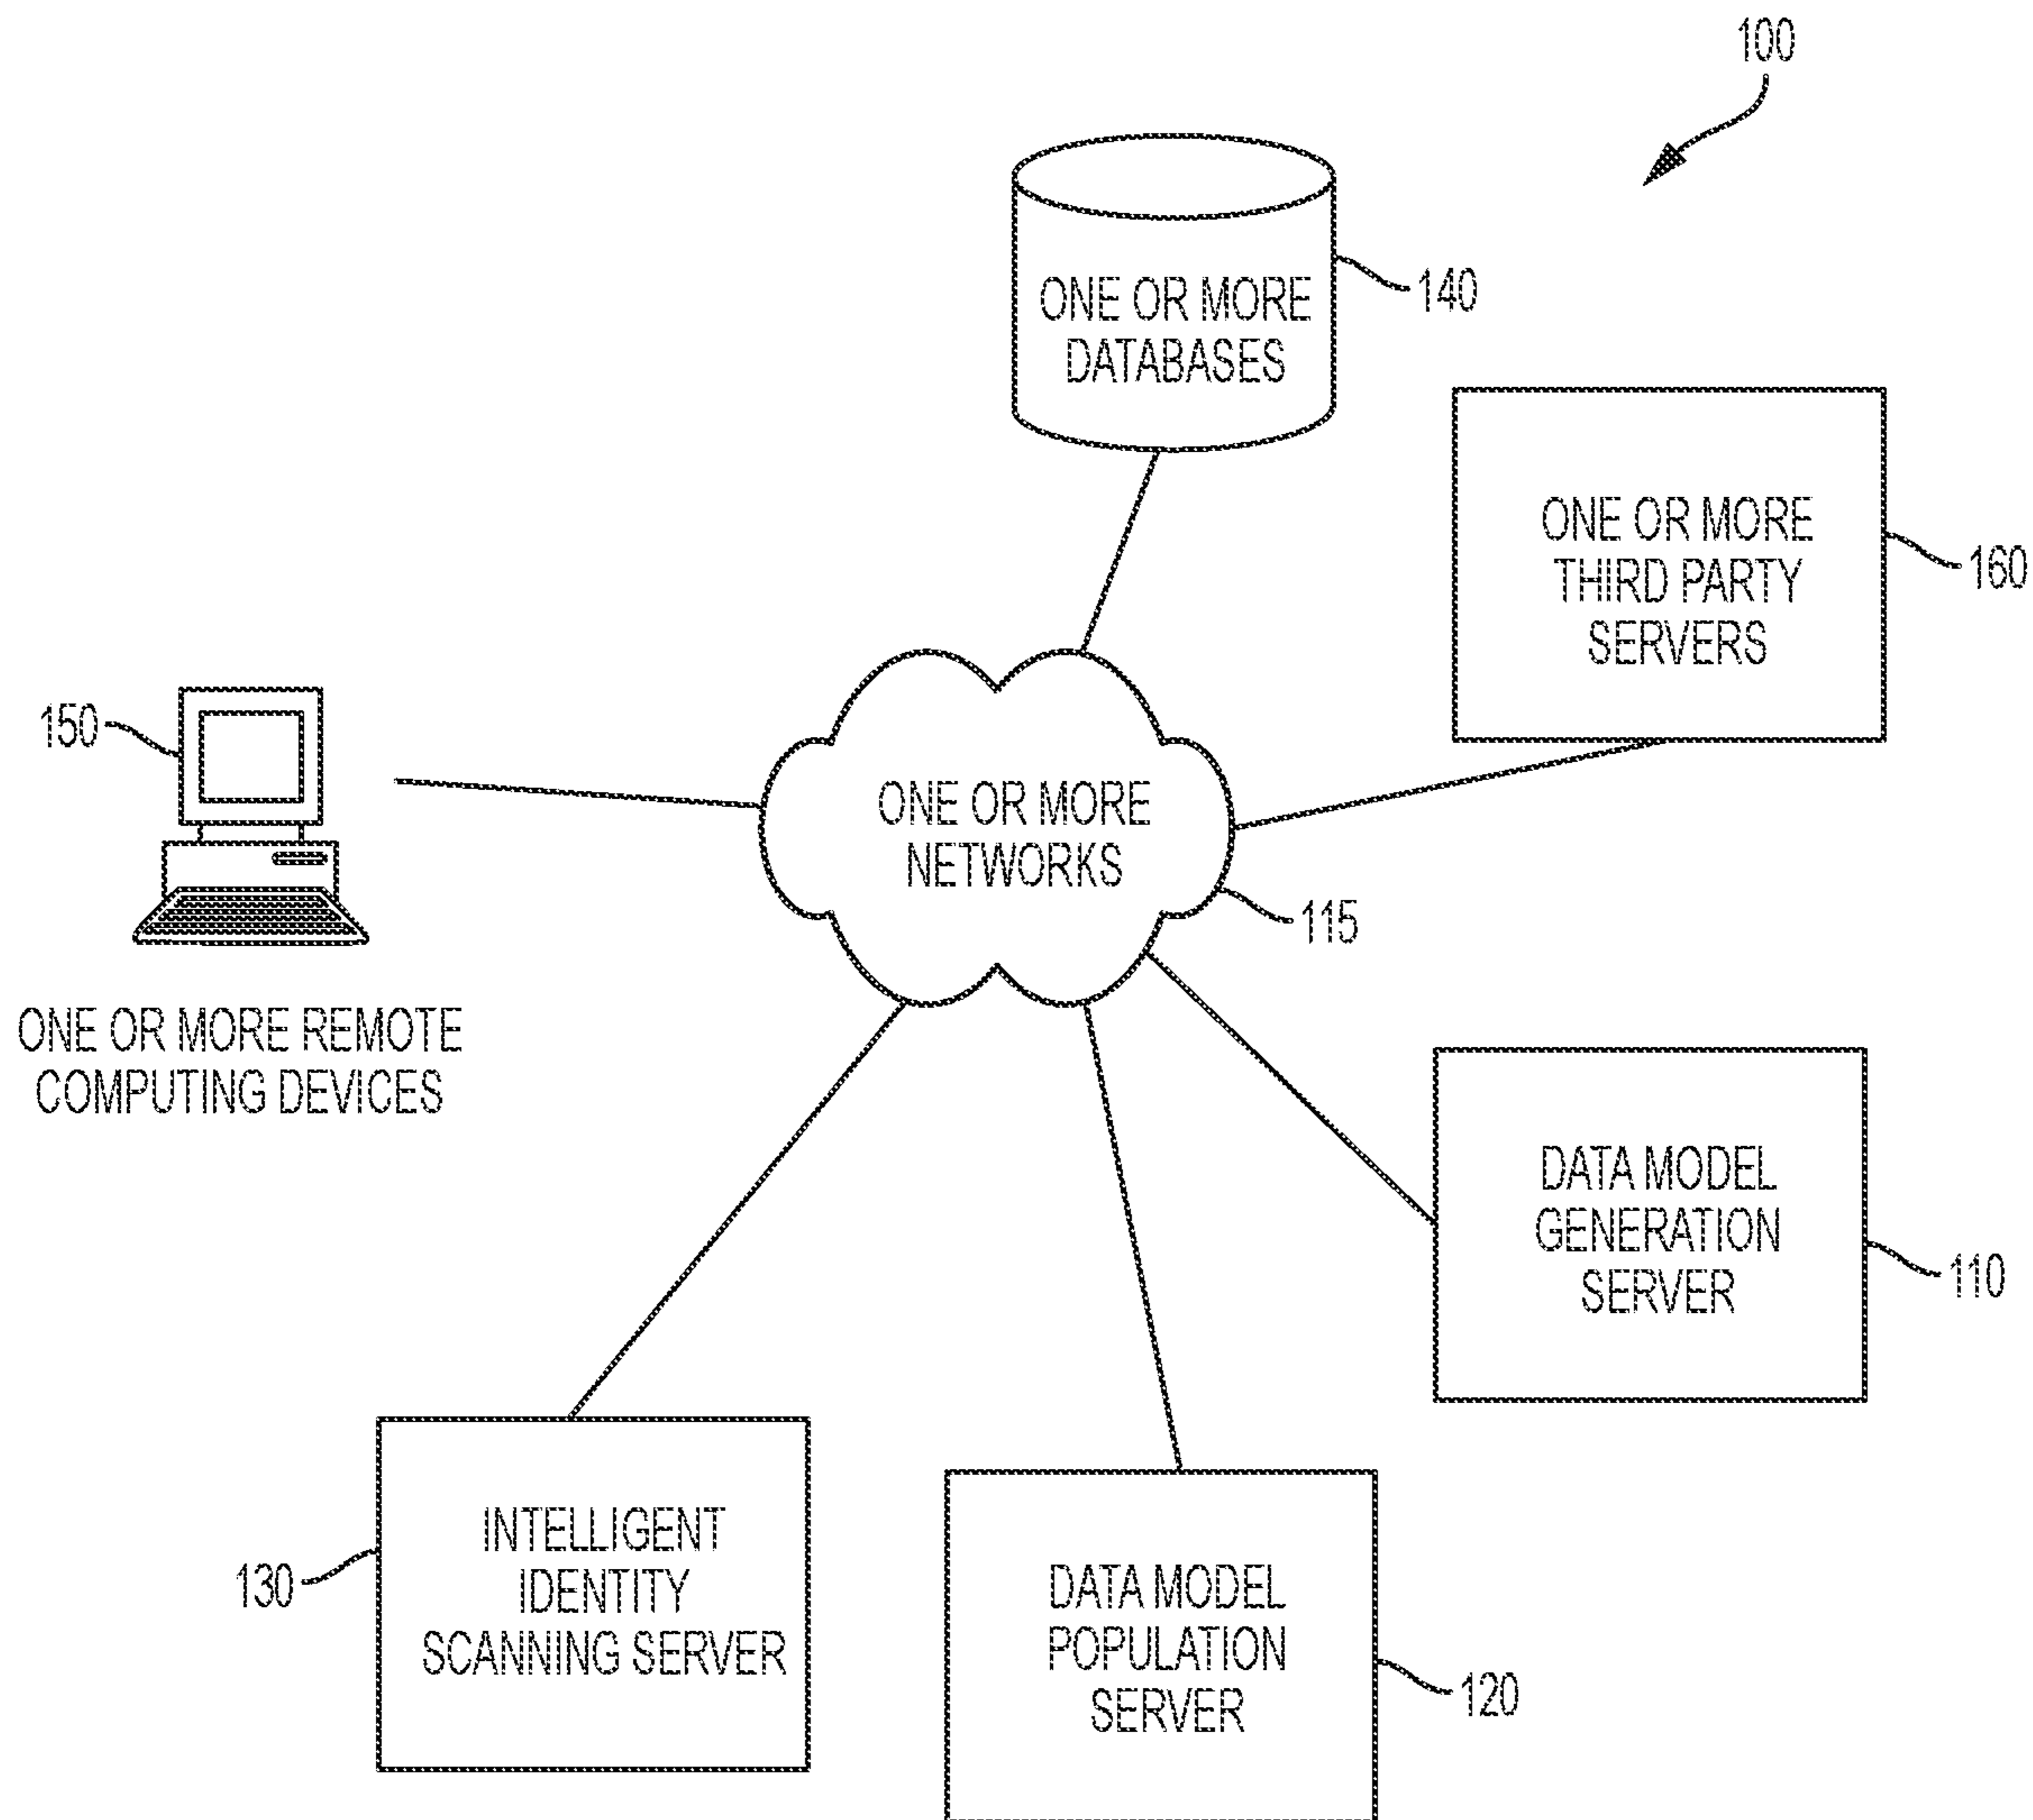 100
ONE OR MORE
DATABASES
140
ONE OR MORE
THIRD PARTY
SERVERS
160
150
ONE OR MORE
NETWORKS
115
ONE OR MORE REMOTE
COMPUTING DEVICES
DATA MODEL
GENERATION
SERVER
110
INTELLIGENT
IDENTITY
SCANNING SERVER
130
DATA MODEL
POPULATION
SERVER
120